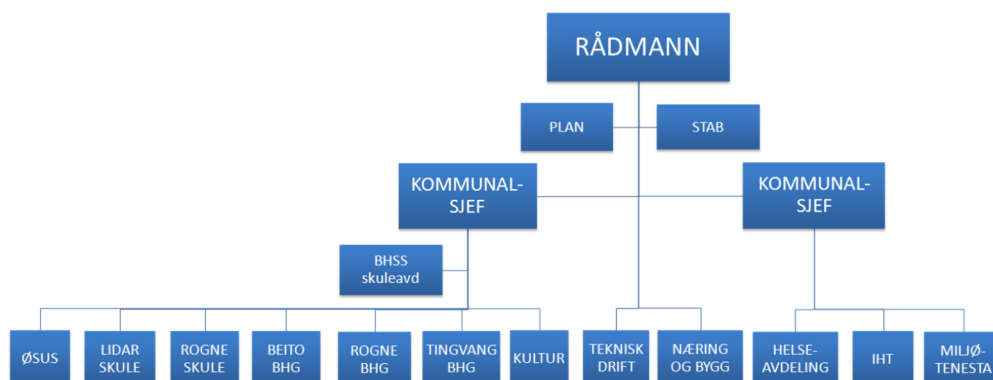 RÅDMANN
PLAN
STAB
KOMMUNAL-
SJEF
KOMMUNAL-
SJEF
BHSS
skuleavd
ØSUS
LIDAR
SKULE
ROGNE
SKULE
BEITO
BHG
ROGNE
BHG
TINGVANG
BHG
KULTUR
TEKNISK
DRIFT
NÆRING
OG BYGG
HELSE-
AVDELING
IHT
MILJØ-
TENESTA